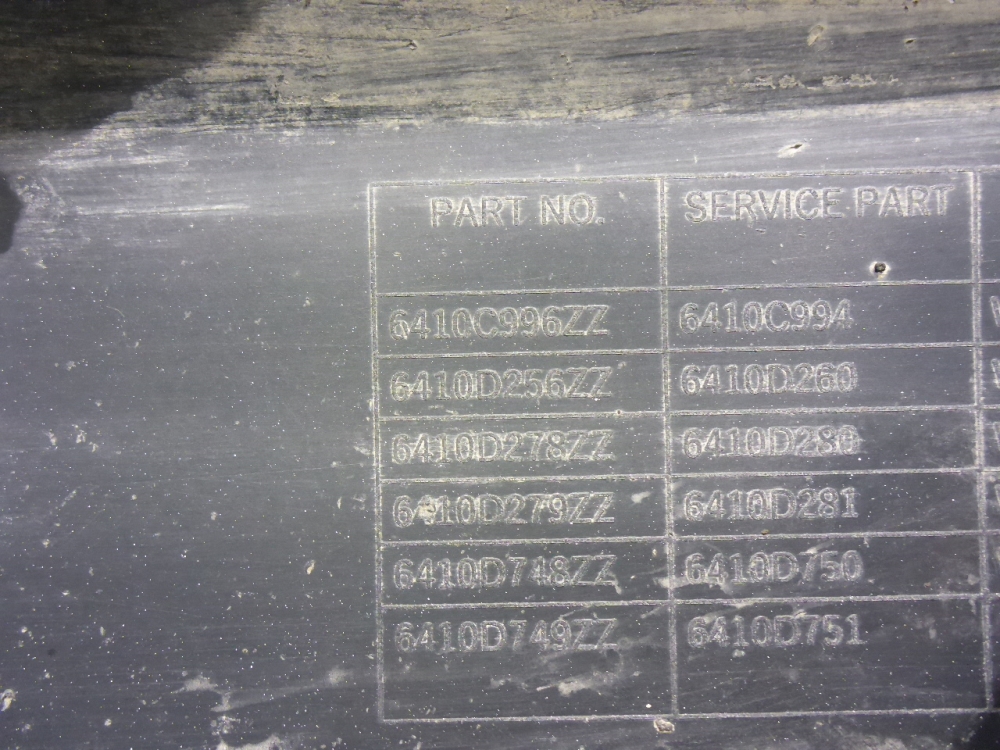 PART NO. SERVICE PART
6410C996ZZ 6410C994
6410D256ZZ 6410D260
6410D278ZZ 6410D280
6410D279ZZ 6410D281
6410D748ZZ 6410D750
6410D749ZZ 6410D751